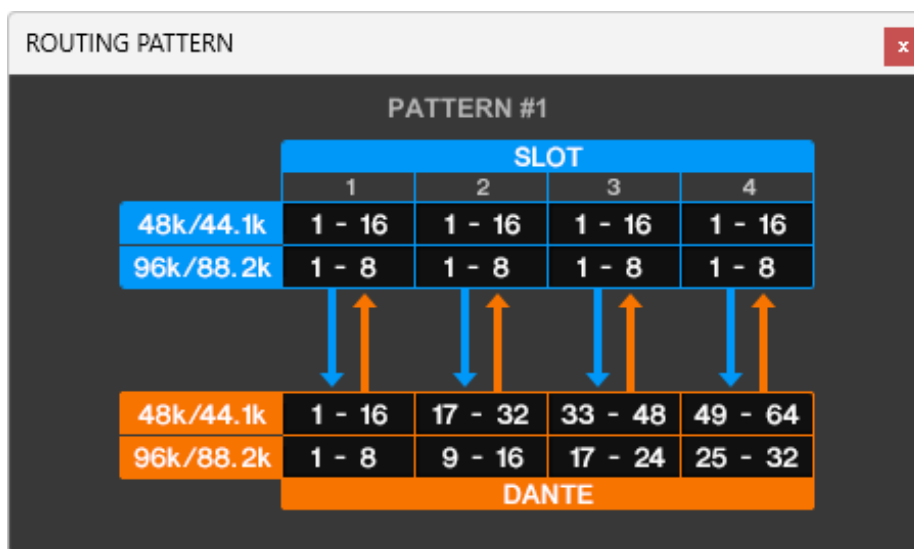 ROUTING PATTERN x
PATTERN #1
SLOT
1 2 3 4
48k/44.1k 1 - 16 1 - 16 1 - 16 1 - 16
96k/88.2k 1 - 8 1 - 8 1 - 8 1 - 8
48k/44.1k 1 - 16 17 - 32 33 - 48 49 - 64
96k/88.2k 1 - 8 9 - 16 17 - 24 25 - 32
DANTE